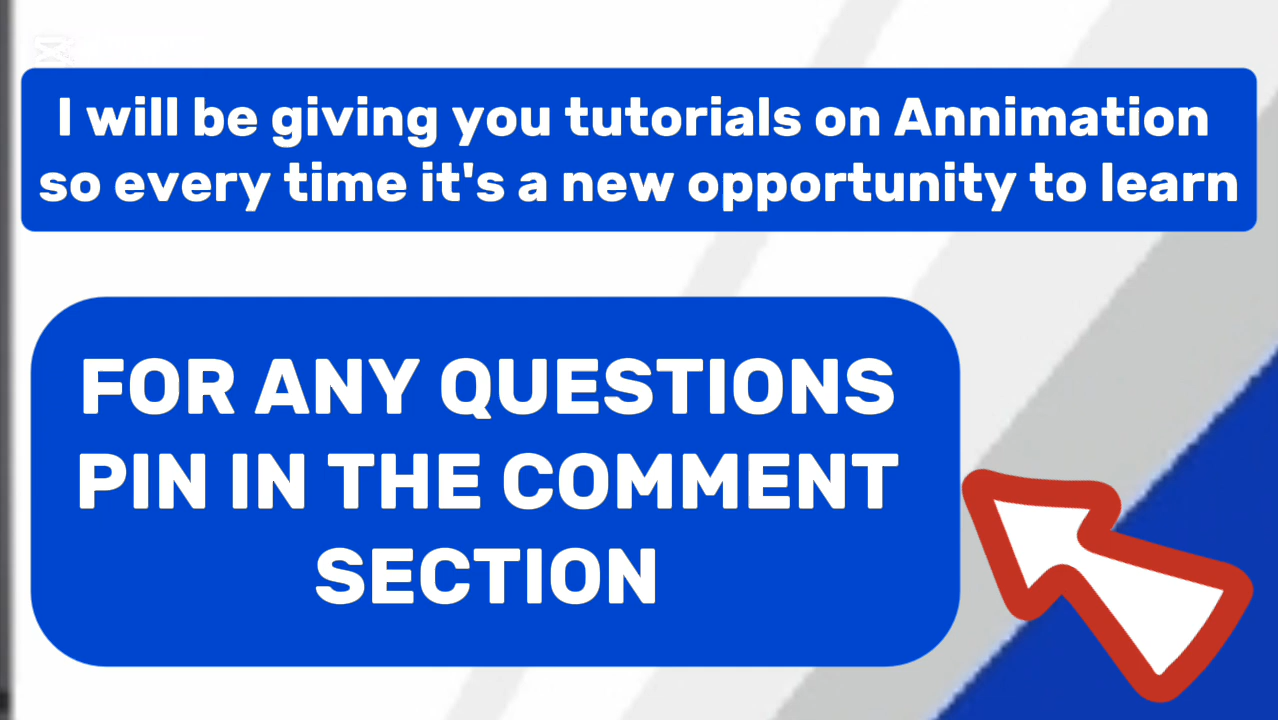 I will be giving you tutorials on Annimation
so every time it's a new opportunity to learn
FOR ANY QUESTIONS
PIN IN THE COMMENT
SECTION